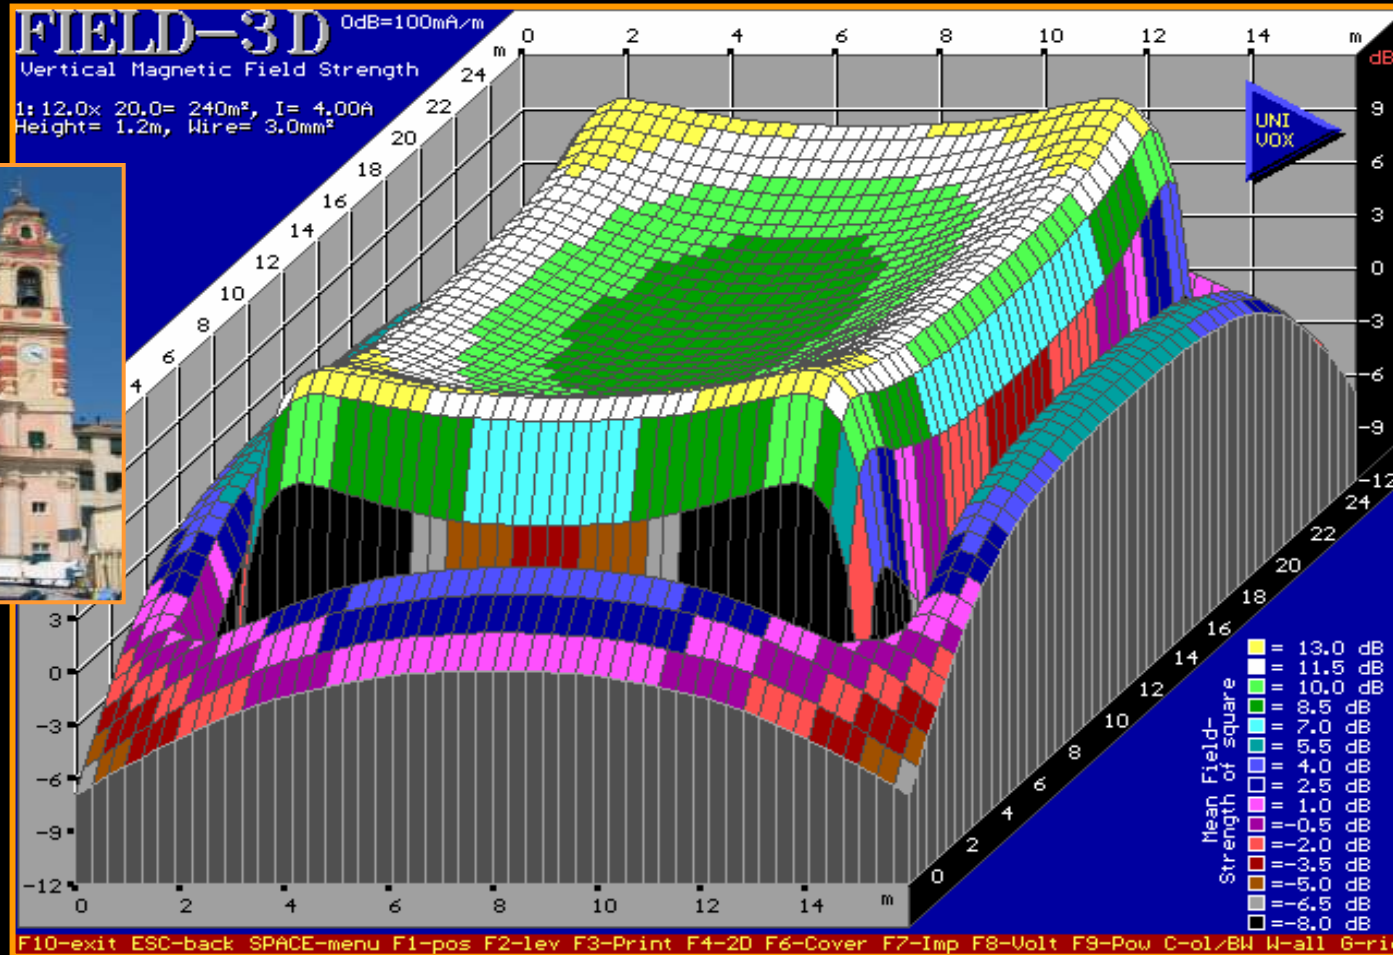 FIELD-3D 0dB=100mA/m
Vertical Magnetic Field Strength
1: 12.0x 20.0= 240m², I= 4.00A
Height= 1.2m, Wire= 3.0mm²
m 0 2 4 6 8 10 12 14 m
dB
24
22
20
18
16
14
12
10
8
6
4
UNI
VOX
9
6
3
0
-3
-6
-9
-12
3
0
-3
-6
-9
-12
0 2 4 6 8 10 12 14 m
24
22
20
18
16
14
12
10
8
6
4
2
0
Mean Field-
Strength of square
= 13.0 dB
= 11.5 dB
= 10.0 dB
= 8.5 dB
= 7.0 dB
= 5.5 dB
= 4.0 dB
= 2.5 dB
= 1.0 dB
=-0.5 dB
=-2.0 dB
=-3.5 dB
=-5.0 dB
=-6.5 dB
=-8.0 dB
F10-exit ESC-back SPACE-menu F1-pos F2-lev F3-Print F4-2D F6-Cover F7-Imp F8-Volt F9-Pow C-ol/BW W-all G-ri